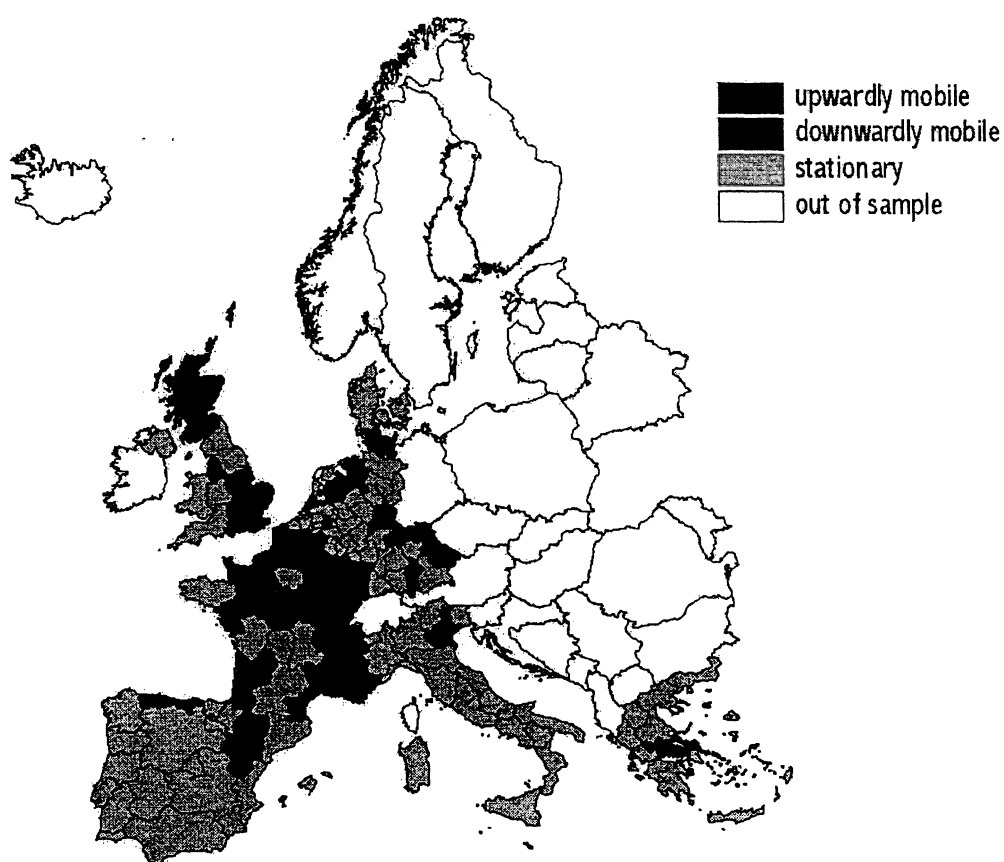 upwardly mobile
downwardly mobile
stationary
out of sample